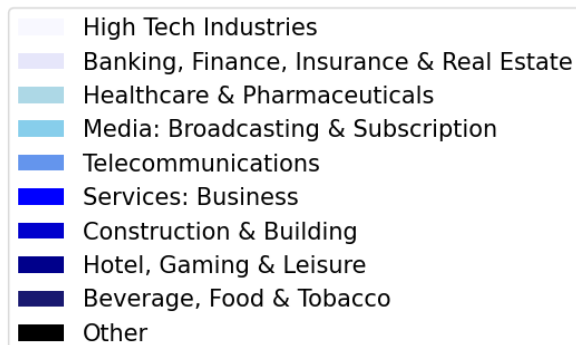 High Tech Industries
Banking, Finance, Insurance & Real Estate
Healthcare & Pharmaceuticals
Media: Broadcasting & Subscription
Telecommunications
Services: Business
Construction & Building
Hotel, Gaming & Leisure
Beverage, Food & Tobacco
Other